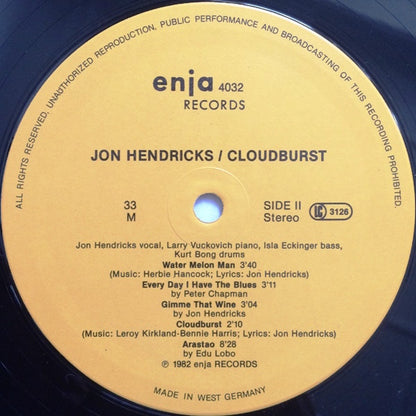 ALL RIGHTS RESERVED. UNAUTHORIZED REPRODUCTION, PUBLIC PERFORMANCE AND BROADCASTING OF THIS RECORDING PROHIBITED.
enja 4032
RECORDS
JON HENDRICKS / CLOUDBURST
33 SIDE II LC 3126
M Stereo
Jon Hendricks vocal, Larry Vuckovich piano, Isla Eckinger bass,
Kurt Bong drums
Water Melon Man 3'40
(Music: Herbie Hancock; Lyrics: Jon Hendricks)
Every Day I Have The Blues 3'11
by Peter Chapman
Gimme That Wine 3'04
by Jon Hendricks
Cloudburst 2'10
(Music: Leroy Kirkland-Bennie Harris; Lyrics: Jon Hendricks)
Arastao 8'28
by Edu Lobo
℗ 1982 enja RECORDS
MADE IN WEST GERMANY